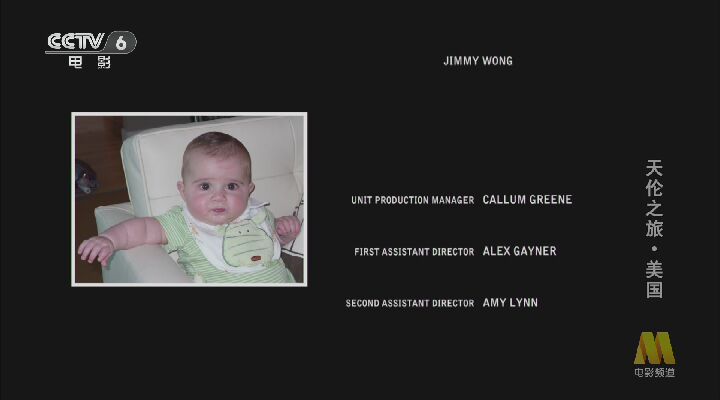 CCTV 6
电影
JIMMY WONG
UNIT PRODUCTION MANAGER CALLUM GREENE
FIRST ASSISTANT DIRECTOR ALEX GAYNER
SECOND ASSISTANT DIRECTOR AMY LYNN
天伦之旅·美国
电影频道